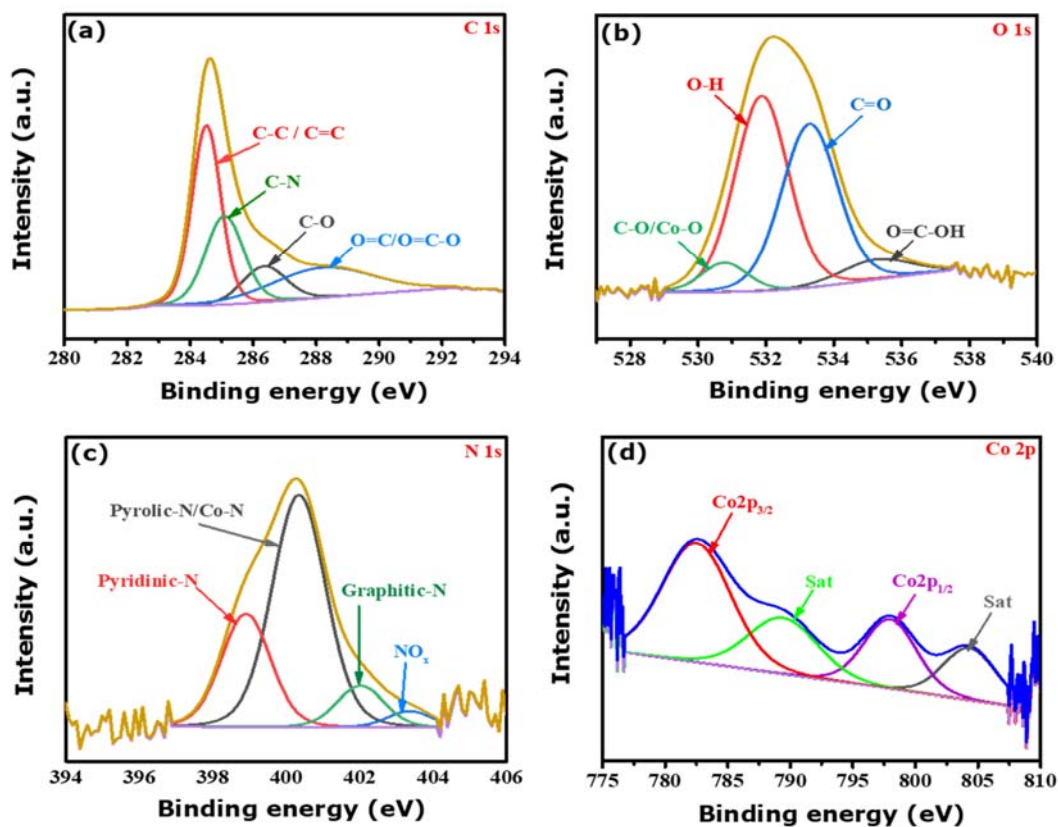 (a)
C 1s
C-C / C=C
C-N
C-O
O=C/O=C-O
Intensity (a.u.)
280 282 284 286 288 290 292 294
Binding energy (eV)
(b)
O 1s
O-H
C=O
C-O/Co-O
O=C-OH
Intensity (a.u.)
528 530 532 534 536 538 540
Binding energy (eV)
(c)
N 1s
Pyrolic-N/Co-N
Pyridinic-N
Graphitic-N
NOₓ
Intensity (a.u.)
394 396 398 400 402 404 406
Binding energy (eV)
(d)
Co 2p
Co2p₃/₂
Sat
Co2p₁/₂
Sat
Intensity (a.u.)
775 780 785 790 795 800 805 810
Binding energy (eV)